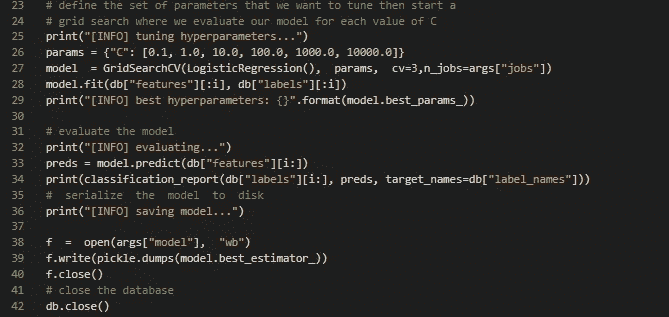 23 # define the set of parameters that we want to tune then start a
24 # grid search where we evaluate our model for each value of C
25 print("[INFO] tuning hyperparameters...")
26 params = {"C": [0.1, 1.0, 10.0, 100.0, 1000.0, 10000.0]}
27 model  = GridSearchCV(LogisticRegression(),  params,  cv=3,n_jobs=args["jobs"])
28 model.fit(db["features"][:i], db["labels"][:i])
29 print("[INFO] best hyperparameters: {}".format(model.best_params_))
30
31 # evaluate the model
32 print("[INFO] evaluating...")
33 preds = model.predict(db["features"][i:])
34 print(classification_report(db["labels"][i:], preds, target_names=db["label_names"]))
35 #  serialize  the  model  to  disk
36 print("[INFO] saving model...")
37
38 f  =  open(args["model"],  "wb")
39 f.write(pickle.dumps(model.best_estimator_))
40 f.close()
41 # close the database
42 db.close()